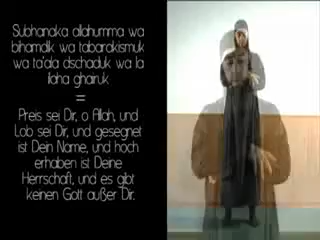 Subhanaka allahumma wa
bihamdik wa tabarakismuk
wa ta'ala dschaduk wa la
ilaha ghairuk
=
Preis sei Dir, o Allah, und
Lob sei Dir, und gesegnet
ist Dein Name, und hoch
erhaben ist Deine
Herrschaft, und es gibt
keinen Gott außer Dir.